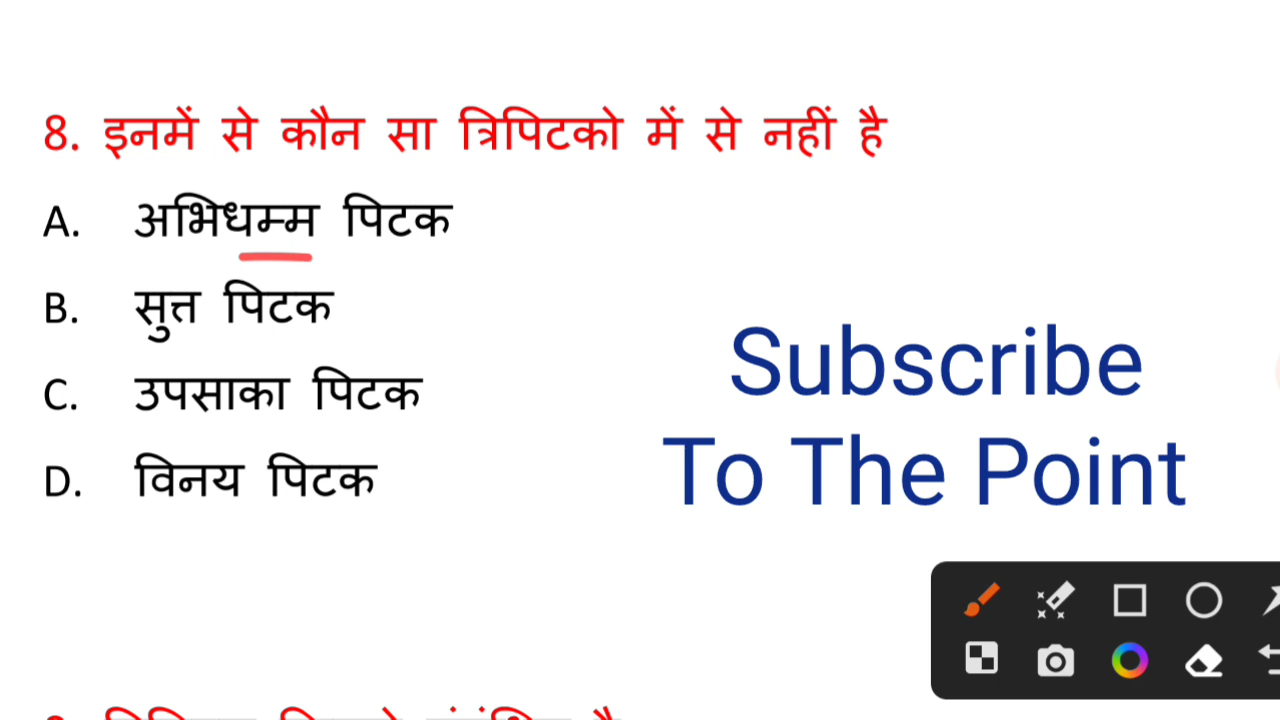 8. इनमें से कौन सा त्रिपिटको में से नहीं है
A. अभिधम्म पिटक
B. सुत्त पिटक
C. उपसाका पिटक
D. विनय पिटक
Subscribe
To The Point